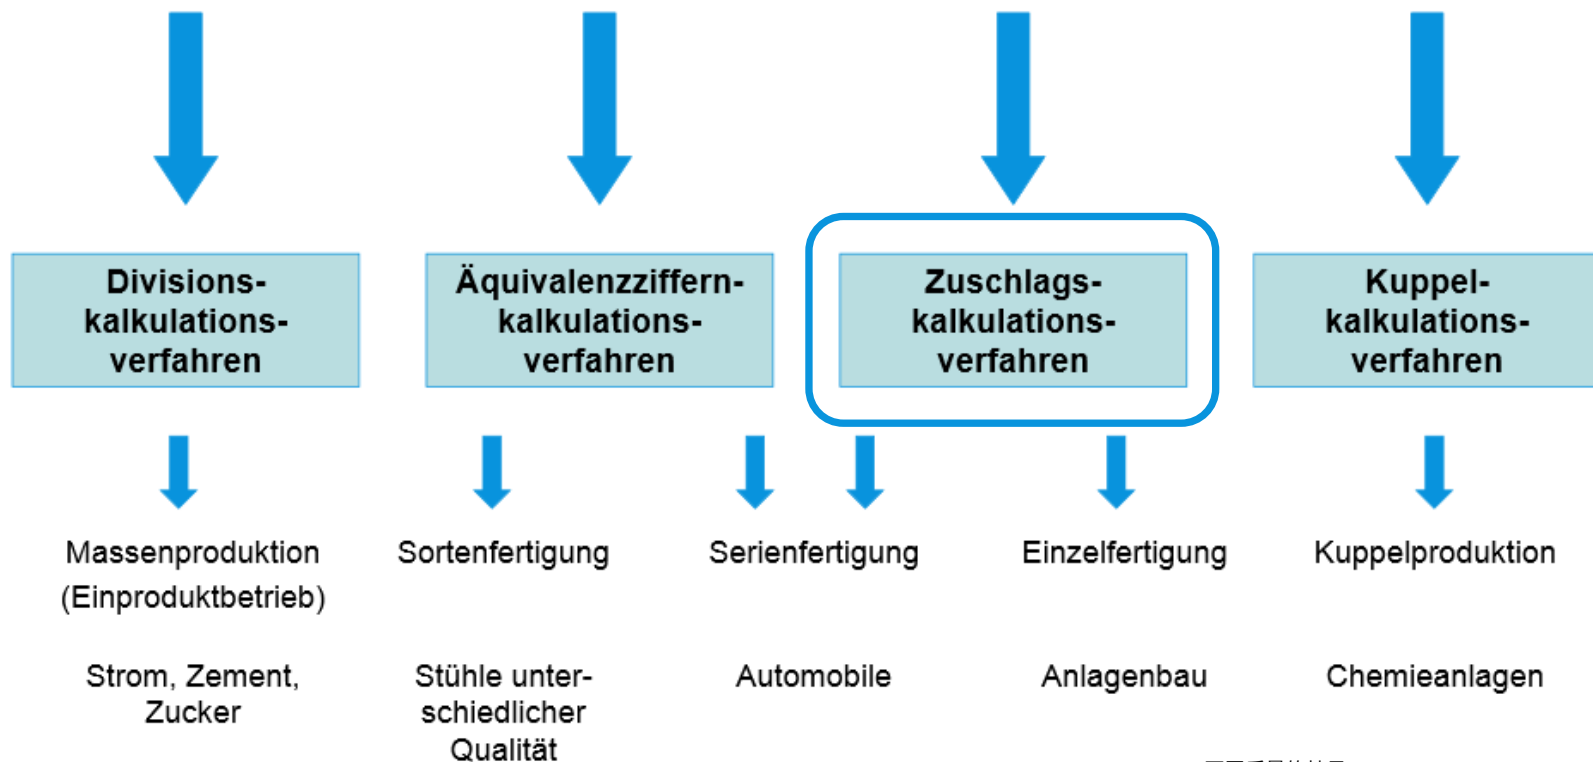 Divisions-
kalkulations-
verfahren
Äquivalenzziffern-
kalkulations-
verfahren
Zuschlags-
kalkulations-
verfahren
Kuppel-
kalkulations-
verfahren
Massenproduktion
(Einproduktbetrieb)
Sortenfertigung
Serienfertigung
Einzelfertigung
Kuppelproduktion
Strom, Zement,
Zucker
Stühle unter-
schiedlicher
Qualität
Automobile
Anlagenbau
Chemieanlagen